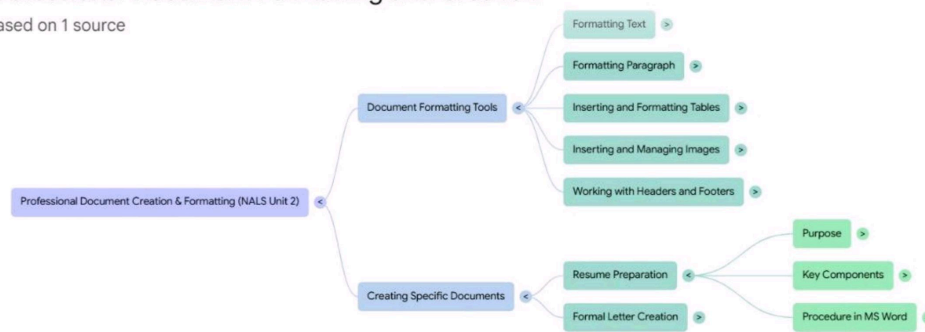 ased on 1 source
Formatting Text
Formatting Paragraph
Document Formatting Tools
Inserting and Formatting Tables
Inserting and Managing Images
Working with Headers and Footers
Professional Document Creation & Formatting (NALS Unit 2)
Purpose
Resume Preparation
Key Components
Creating Specific Documents
Formal Letter Creation
Procedure in MS Word